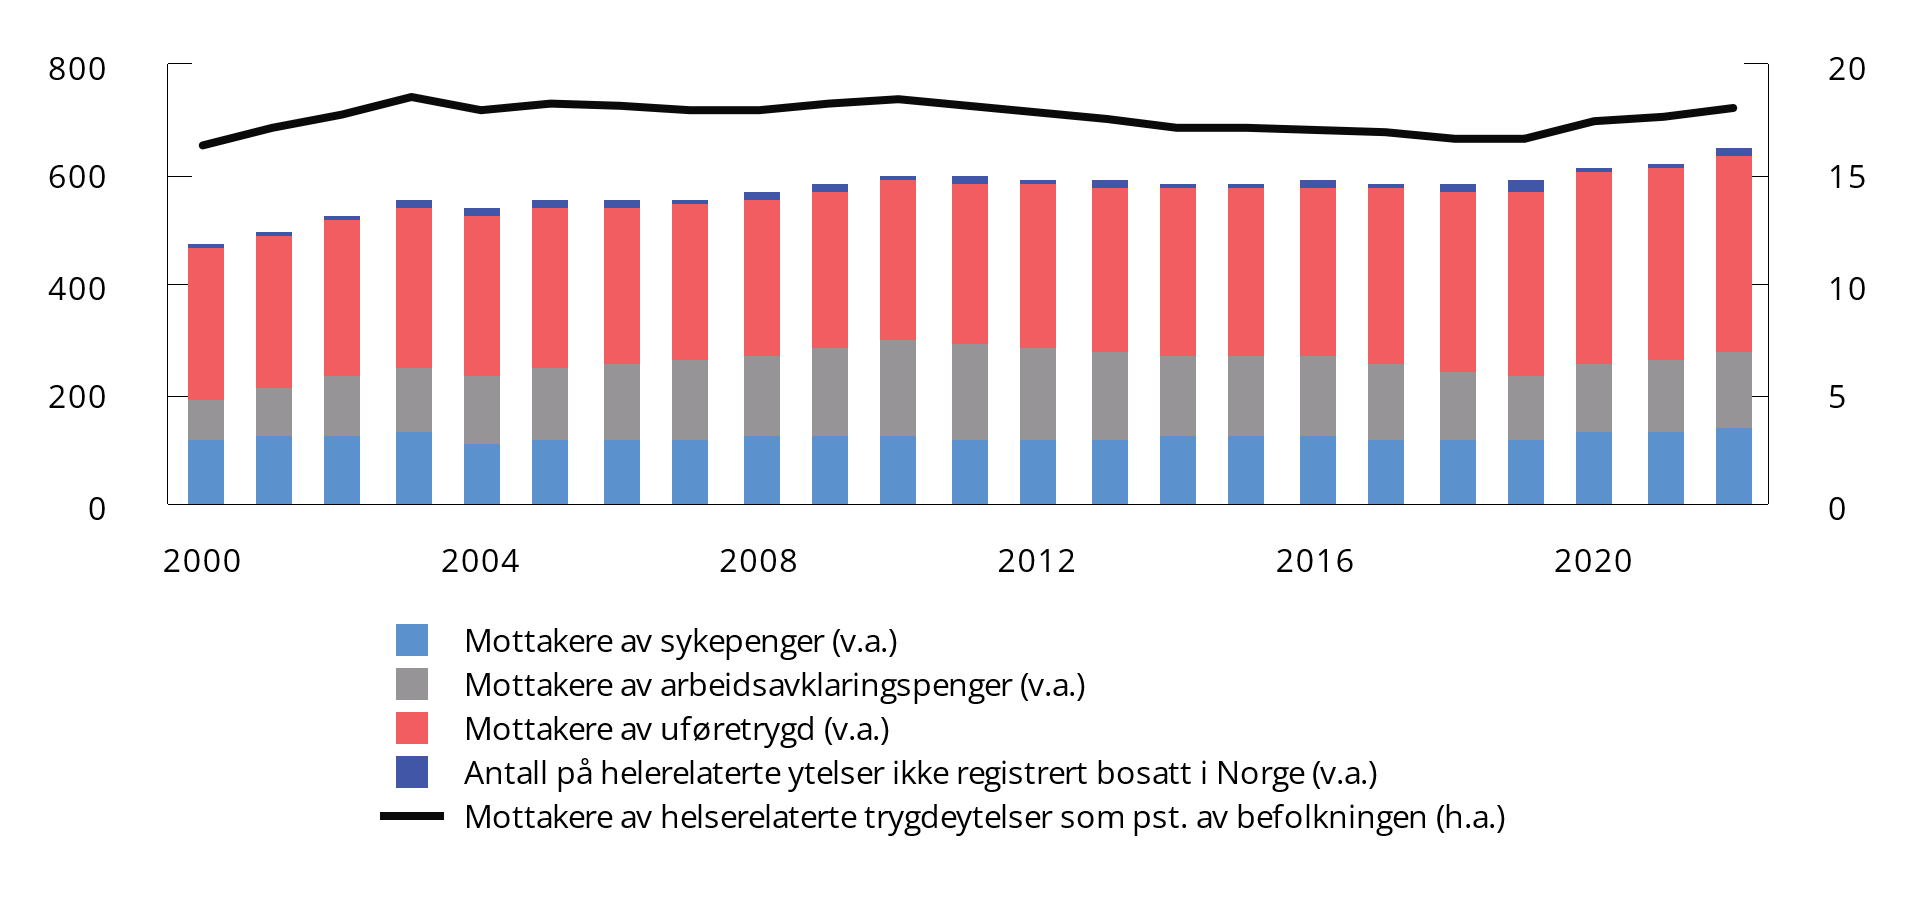 800
600
400
200
0
20
15
10
5
0
2000 2004 2008 2012 2016 2020
Mottakere av sykepenger (v.a.)
Mottakere av arbeidsavklaringspenger (v.a.)
Mottakere av uføretrygd (v.a.)
Antall på helerelaterte ytelser ikke registrert bosatt i Norge (v.a.)
Mottakere av helserelaterte trygdeytelser som pst. av befolkningen (h.a.)